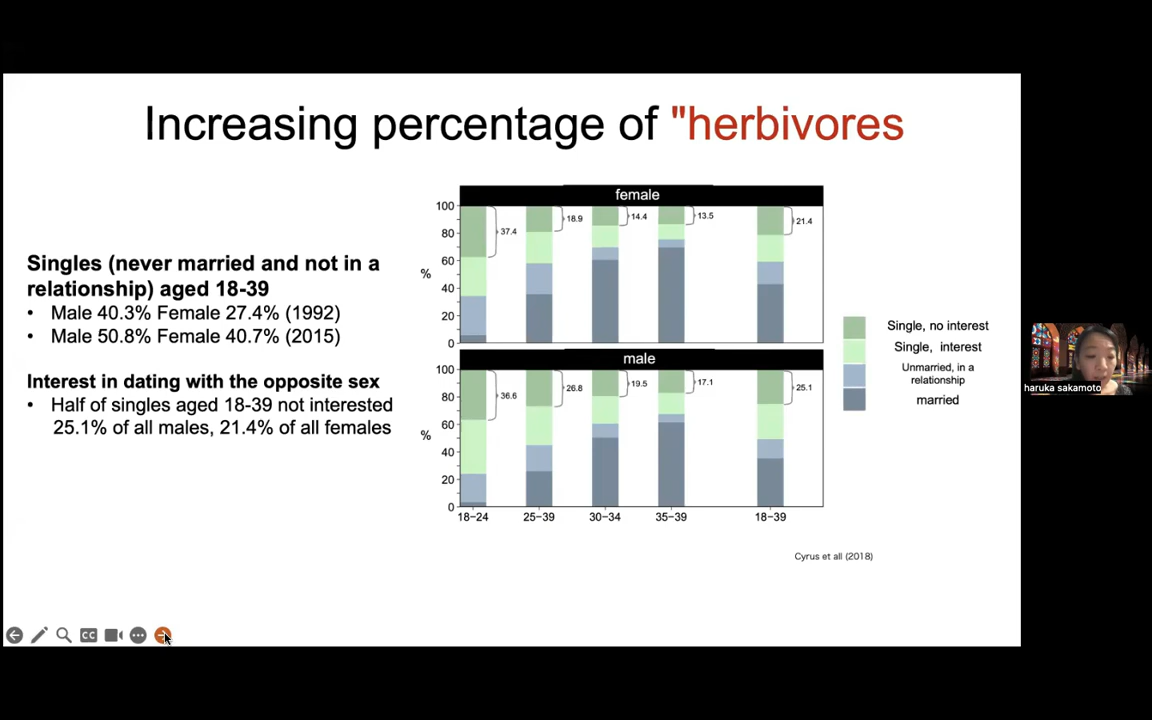 Increasing percentage of "herbivores
Singles (never married and not in a
relationship) aged 18-39
• Male 40.3% Female 27.4% (1992)
• Male 50.8% Female 40.7% (2015)
Interest in dating with the opposite sex
• Half of singles aged 18-39 not interested
25.1% of all males, 21.4% of all females
female
100
80
60
40
20
0
%
37.4
18.9
14.4
13.5
21.4
male
100
80
60
40
20
0
%
36.6
26.8
19.5
17.1
25.1
18−24
25−39
30−34
35−39
18−39
Single, no interest
Single, interest
Unmarried, in a
relationship
married
Cyrus et all (2018)
CC
haruka sakamoto